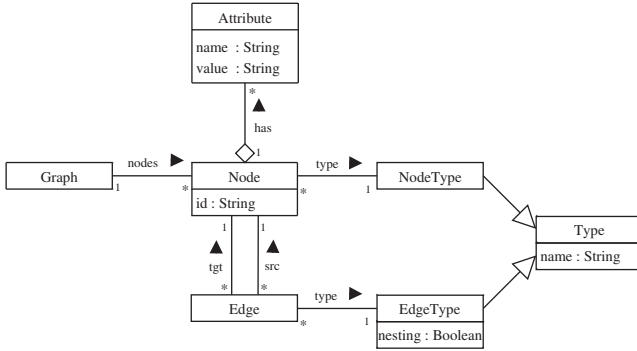 Attribute
name : String
value : String
*
has
1
nodes
type
Graph
Node
NodeType
1
*
*
1
id : String
Type
name : String
1
1
tgt
src
*
*
type
Edge
EdgeType
*
1
nesting : Boolean